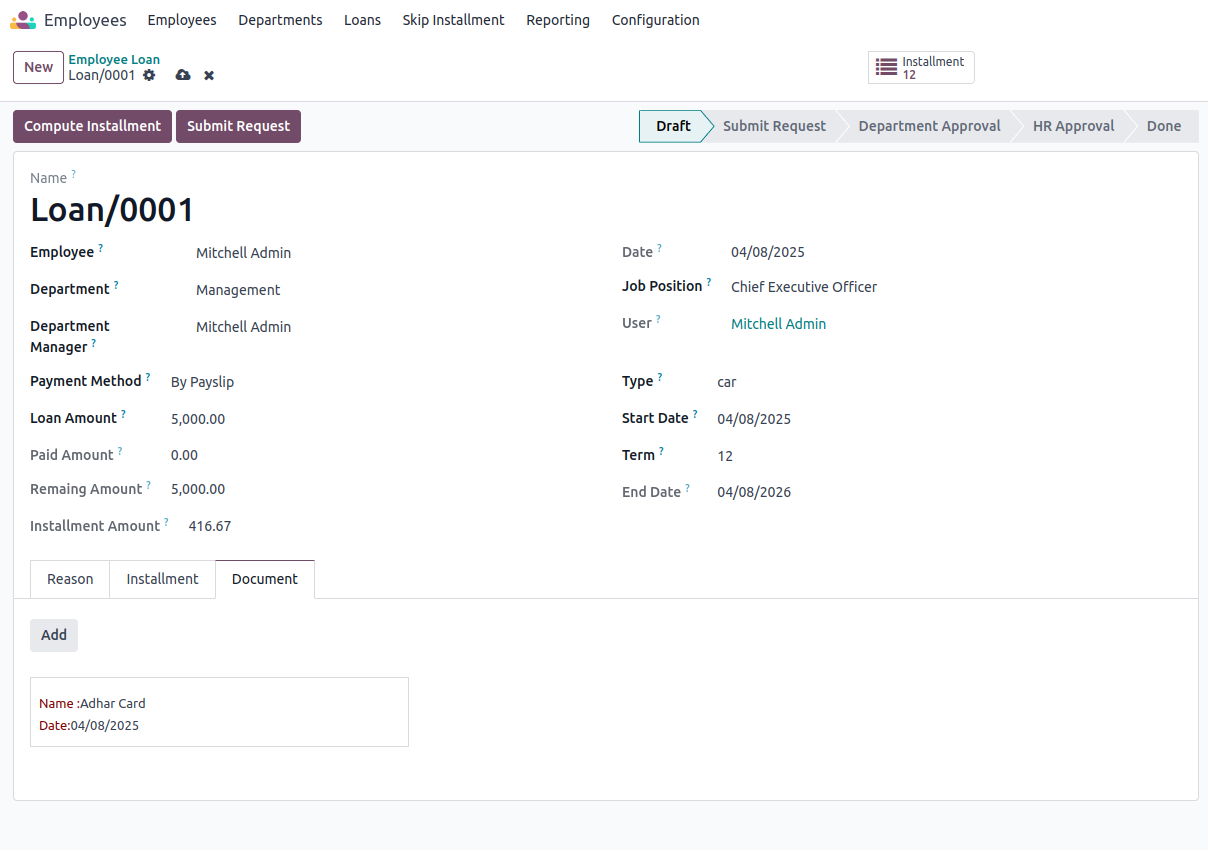 Employees Employees Departments Loans Skip Installment Reporting Configuration
New
Employee Loan
Loan/0001
Installment
12
Compute Installment Submit Request
Draft Submit Request Department Approval HR Approval Done
Name ?
Loan/0001
Employee ? Mitchell Admin
Date ? 04/08/2025
Department ? Management
Job Position ? Chief Executive Officer
Department
Manager ? Mitchell Admin
User ? Mitchell Admin
Payment Method ? By Payslip
Type ? car
Loan Amount ? 5,000.00
Start Date ? 04/08/2025
Paid Amount ? 0.00
Term ? 12
Remaing Amount ? 5,000.00
End Date ? 04/08/2026
Installment Amount ? 416.67
Reason Installment Document
Add
Name :Adhar Card
Date:04/08/2025